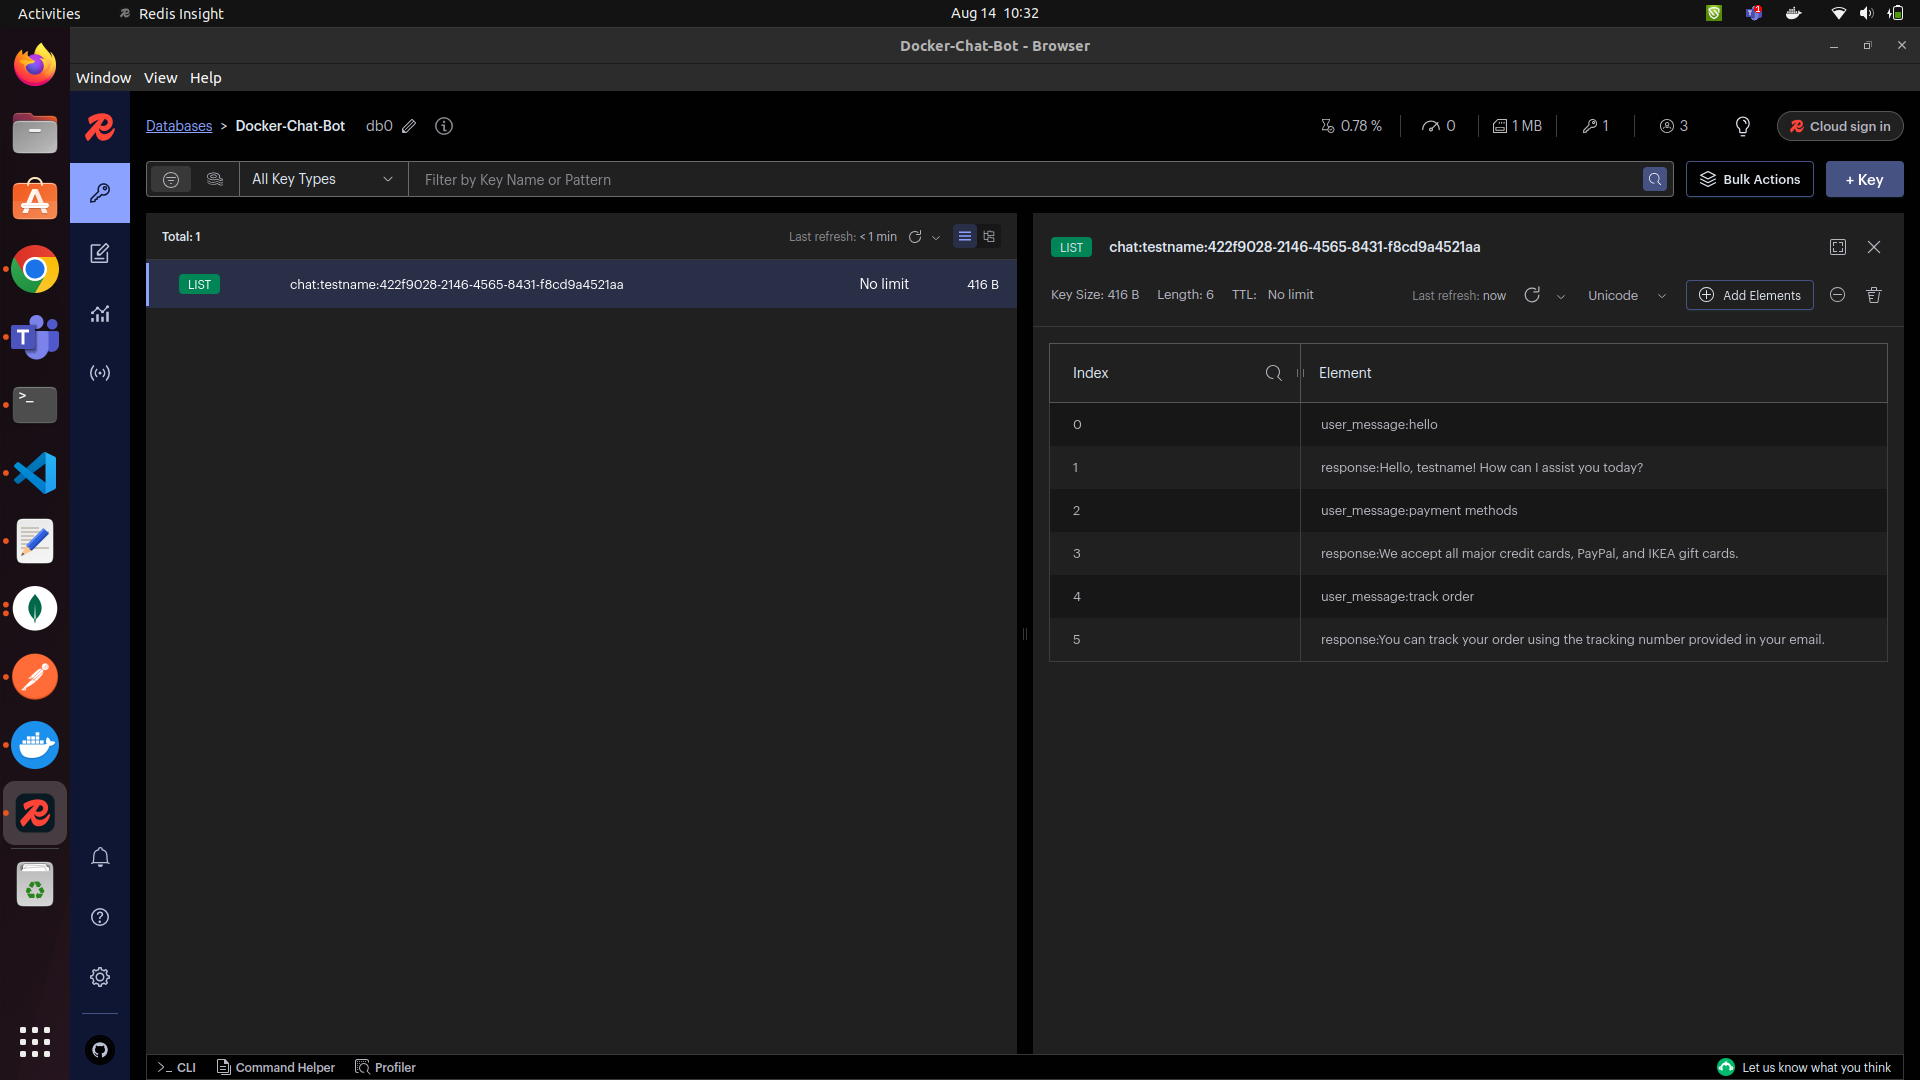 Activities
Redis Insight
Aug 14 10:32
1
Docker-Chat-Bot - Browser
Window View Help
Databases > Docker-Chat-Bot db0
0.78 % 0 1 MB 1 3
Cloud sign in
All Key Types
Filter by Key Name or Pattern
Bulk Actions
+ Key
Total: 1
Last refresh: < 1 min
LIST chat:testname:422f9028-2146-4565-8431-f8cd9a4521aa No limit 416 B
LIST chat:testname:422f9028-2146-4565-8431-f8cd9a4521aa
Key Size: 416 B Length: 6 TTL: No limit
Last refresh: now
Unicode
Add Elements
Index Element
0 user_message:hello
1 response:Hello, testname! How can I assist you today?
2 user_message:payment methods
3 response:We accept all major credit cards, PayPal, and IKEA gift cards.
4 user_message:track order
5 response:You can track your order using the tracking number provided in your email.
>_ CLI
Command Helper
Profiler
Let us know what you think